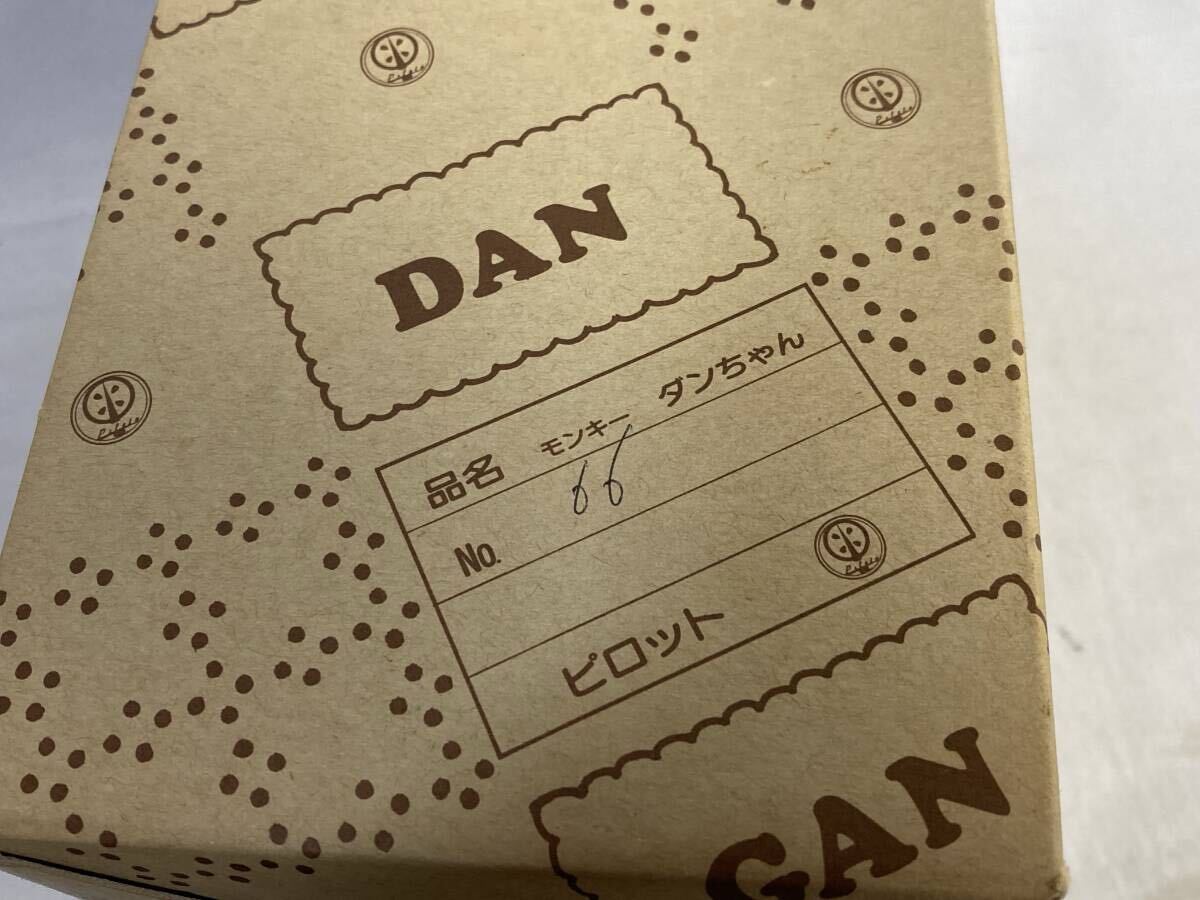 DAN
品名 モンキー ダンちゃん
No. 66
ピロット
GAN